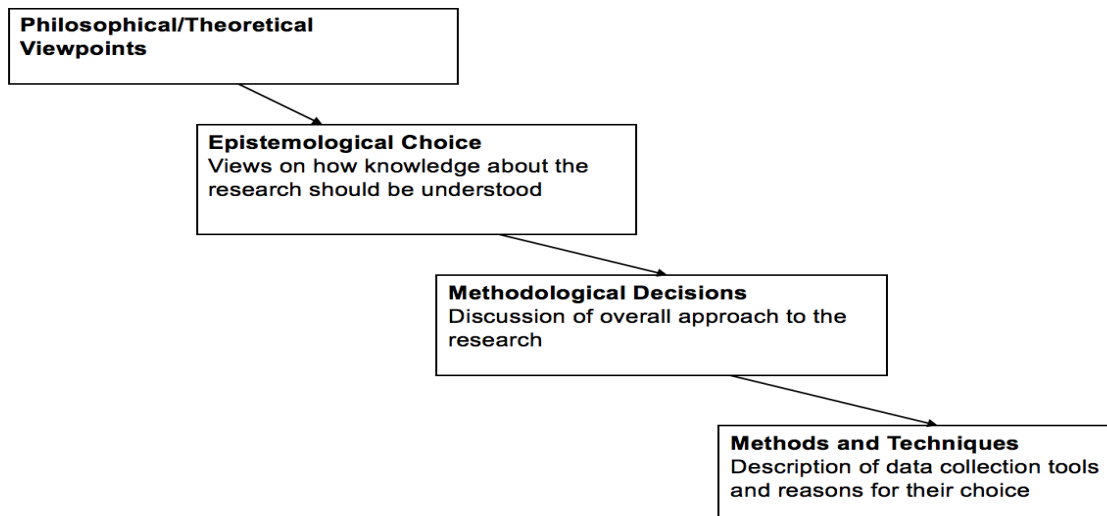 Philosophical/Theoretical
Viewpoints
Epistemological Choice
Views on how knowledge about the
research should be understood
Methodological Decisions
Discussion of overall approach to the
research
Methods and Techniques
Description of data collection tools
and reasons for their choice